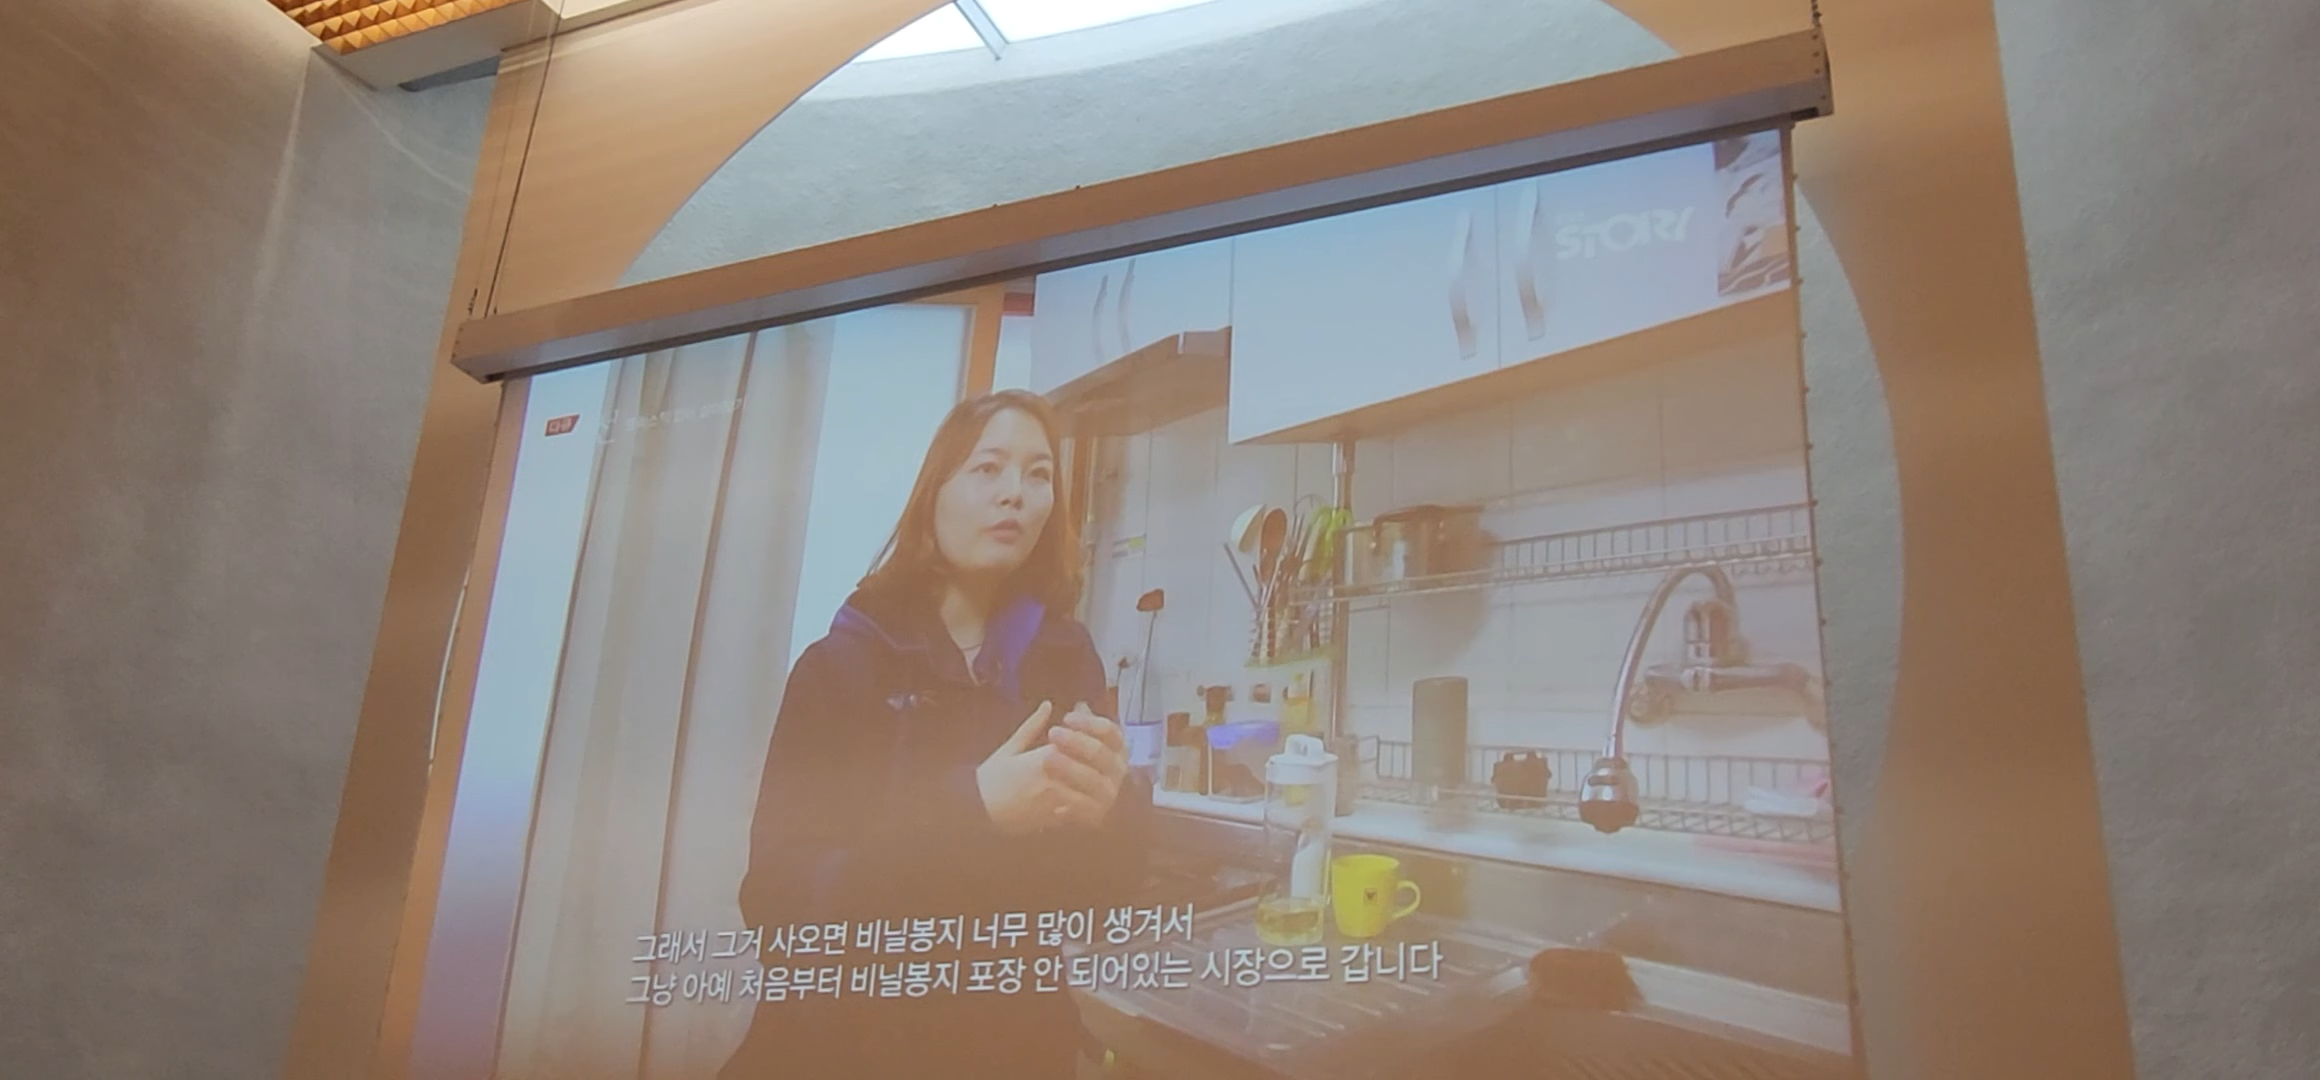 STORY
다큐
그래서 그거 사오면 비닐봉지 너무 많이 생겨서
그냥 아예 처음부터 비닐봉지 포장 안 되어있는 시장으로 갑니다